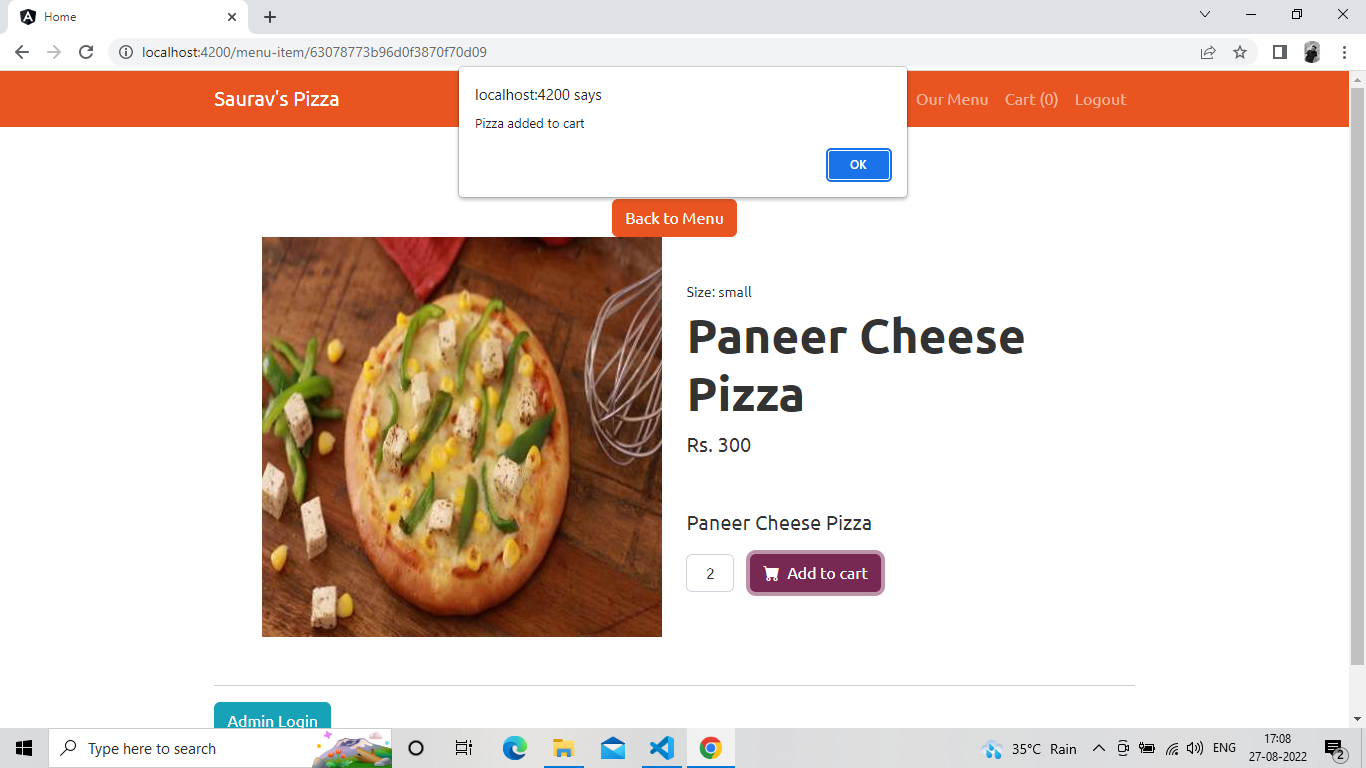 Home
localhost:4200/menu-item/63078773b96d0f3870f70d09
Saurav's Pizza
Our Menu
Cart (0)
Logout
localhost:4200 says
Pizza added to cart
OK
Back to Menu
Size: small
Paneer Cheese
Pizza
Rs. 300
Paneer Cheese Pizza
2
Add to cart
Admin Login
Type here to search
35°C Rain
ENG
17:08
27-08-2022
2